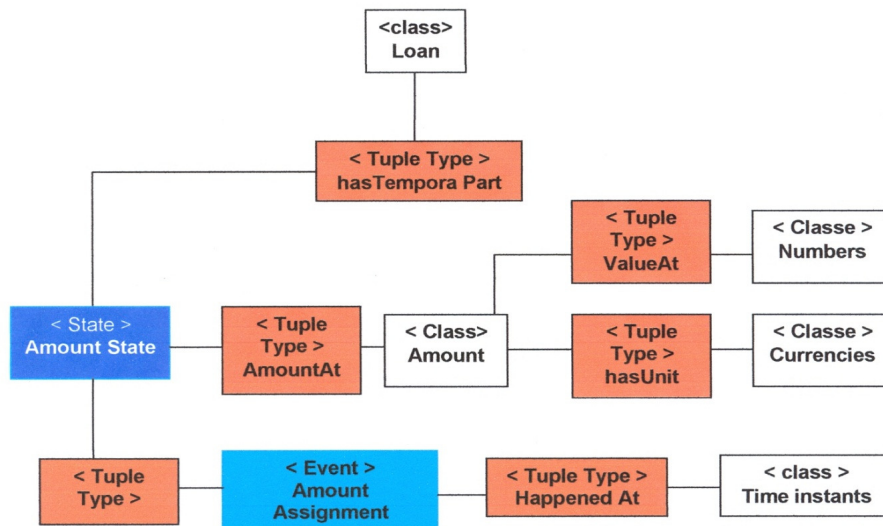 <class>
Loan
< Tuple Type >
hasTempora Part
< Tuple
Type >
ValueAt
< Classe >
Numbers
< State >
Amount State
< Tuple
Type >
AmountAt
< Class>
Amount
< Tuple
Type >
hasUnit
< Classe >
Currencies
< Tuple
Type >
< Event >
Amount
Assignment
< Tuple Type >
Happened At
< class >
Time instants